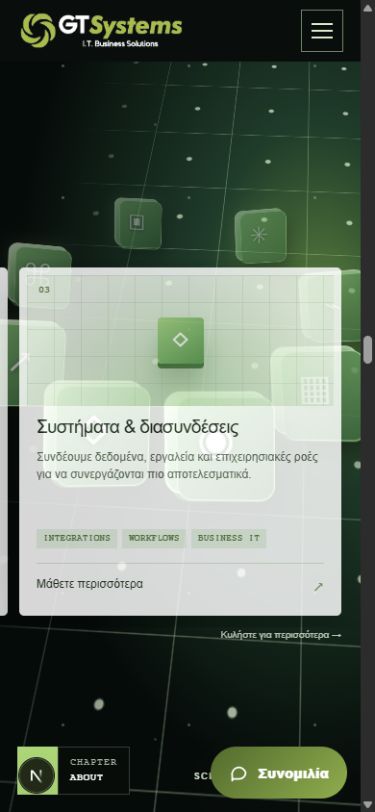 GTSystems
I.T. Business Solutions
03
Συστήματα & διασυνδέσεις
Συνδέουμε δεδομένα, εργαλεία και επιχειρησιακές ροές
για να συνεργάζονται πιο αποτελεσματικά.
INTEGRATIONS WORKFLOWS BUSINESS IT
Μάθετε περισσότερα ↗
Κυλήστε για περισσότερα →
N
CHAPTER
ABOUT
Συνομιλία